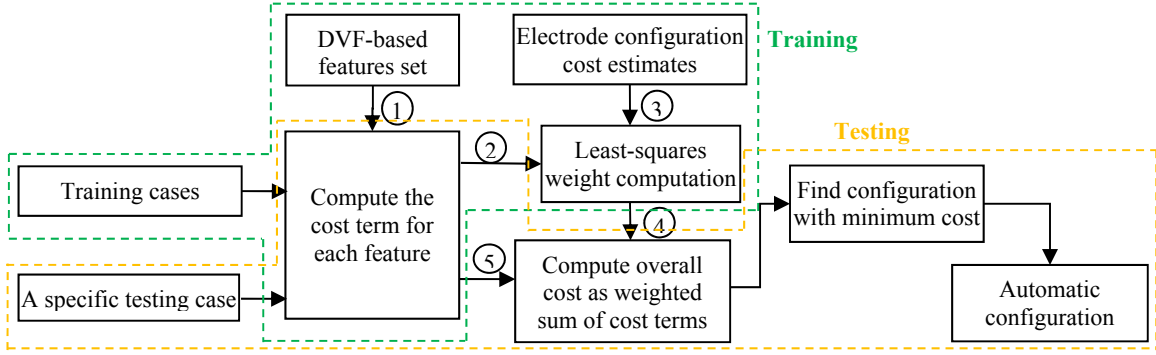 DVF-based
features set
Electrode configuration
cost estimates
Training
1
3
Testing
2
Training cases
Compute the
cost term for
each feature
Least-squares
weight computation
Find configuration
with minimum cost
4
5
A specific testing case
Compute overall
cost as weighted
sum of cost terms
Automatic
configuration